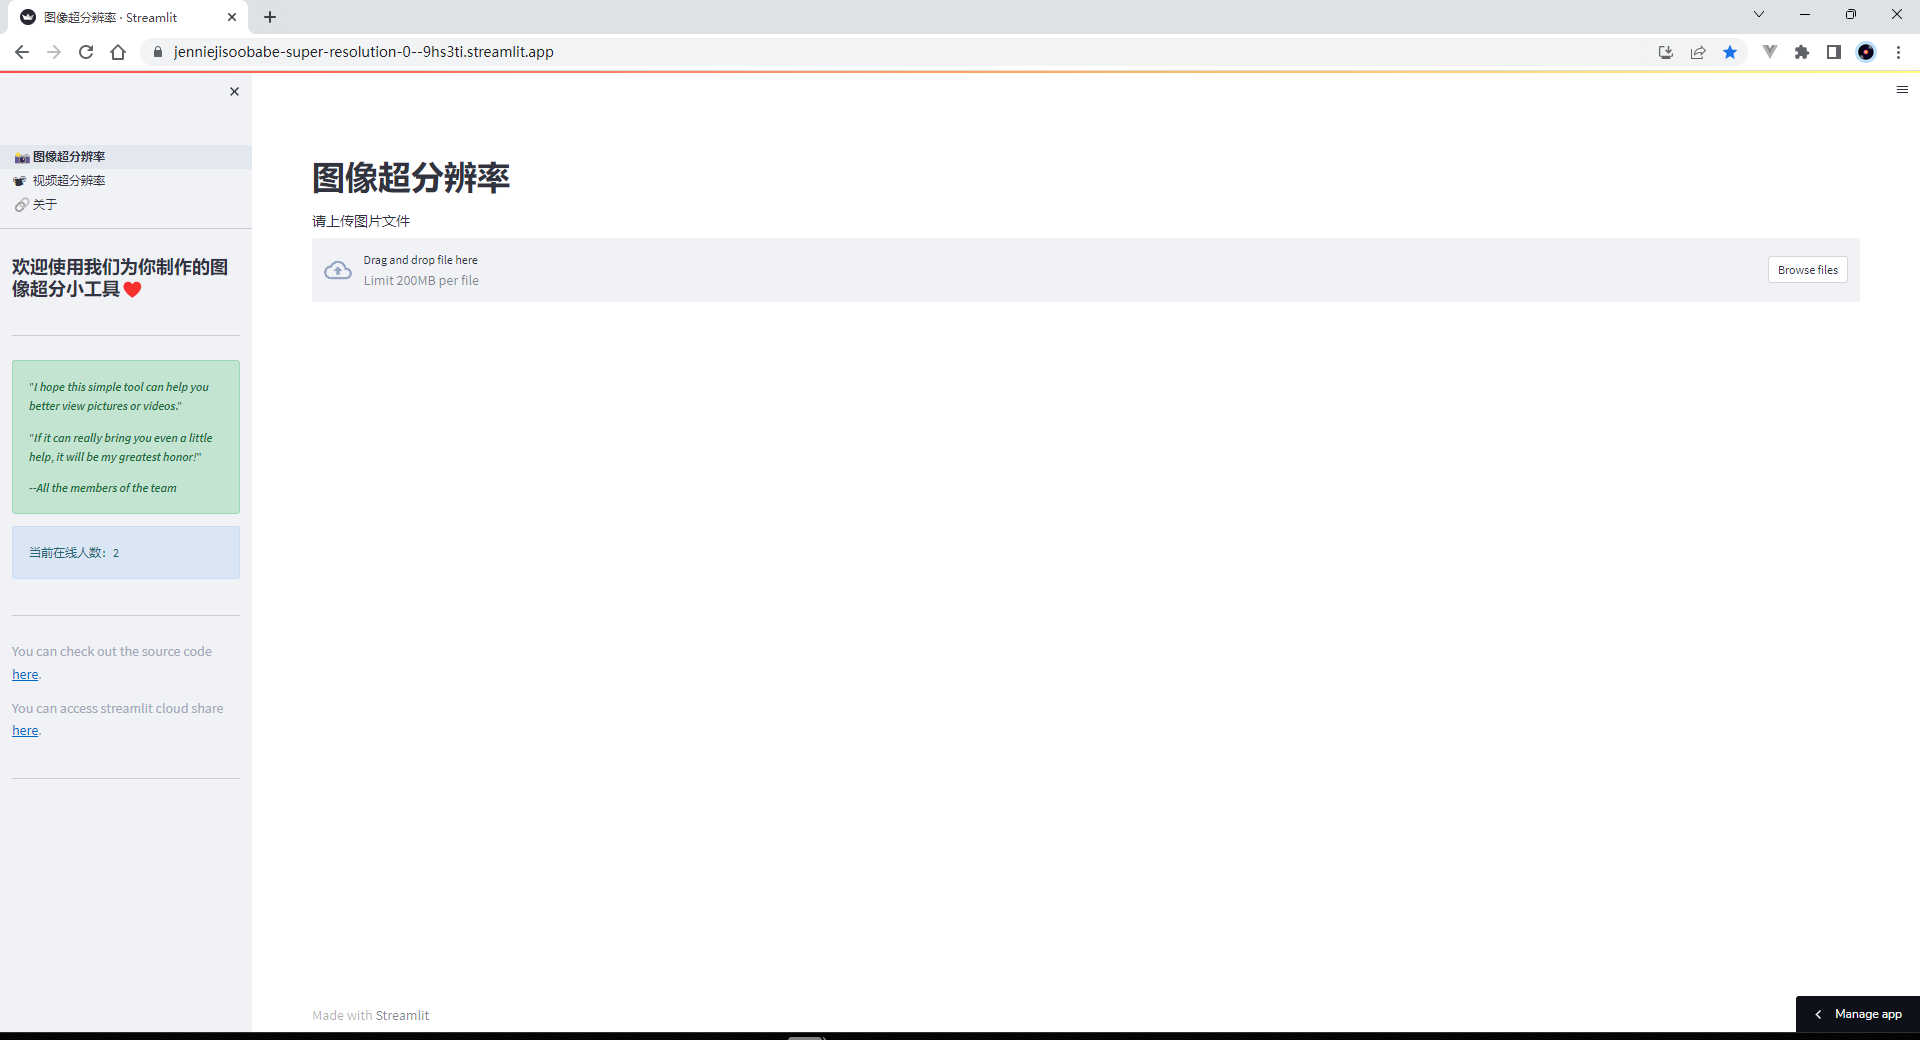 图像超分辨率 · Streamlit
jenniejisoobabe-super-resolution-0--9hs3ti.streamlit.app
图像超分辨率
视频超分辨率
关于
欢迎使用我们为你制作的图
像超分小工具
"I hope this simple tool can help you
better view pictures or videos."
"If it can really bring you even a little
help, it will be my greatest honor!"
--All the members of the team
当前在线人数：2
You can check out the source code
here.
You can access streamlit cloud share
here.
图像超分辨率
请上传图片文件
Drag and drop file here
Limit 200MB per file
Browse files
Made with Streamlit
Manage app